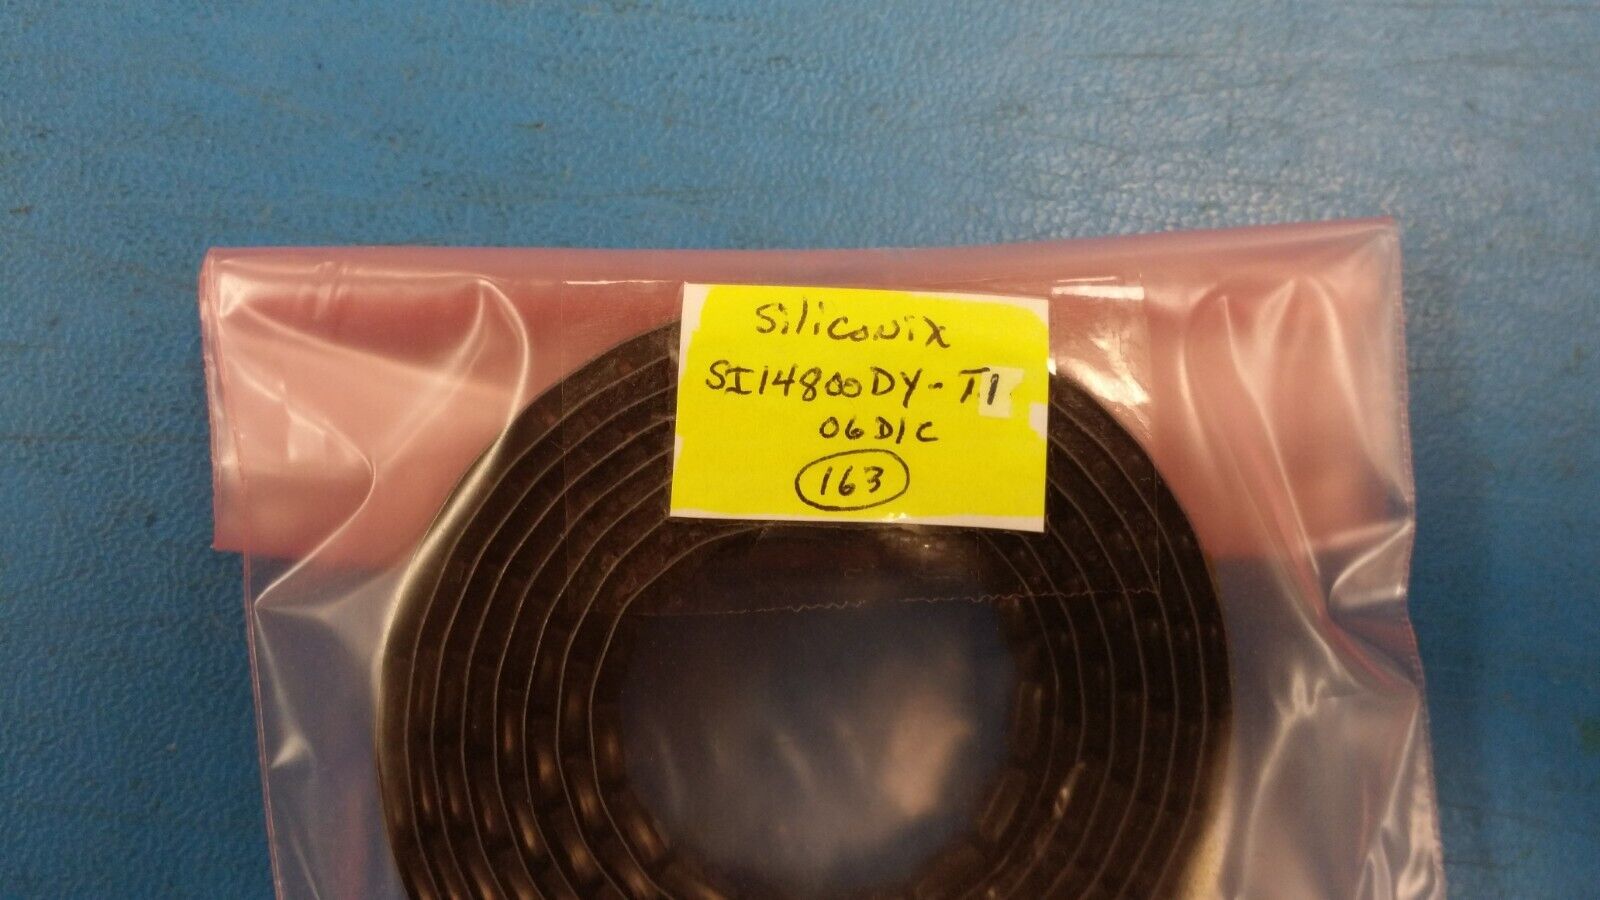 Siliconix
SI14800DY-T1
06D/C
163